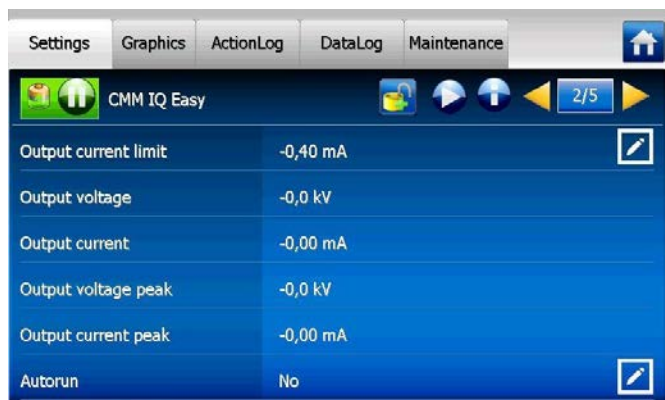 Settings Graphics ActionLog DataLog Maintenance
CMM IQ Easy 2/5
Output current limit -0,40 mA
Output voltage -0,0 kV
Output current -0,00 mA
Output voltage peak -0,0 kV
Output current peak -0,00 mA
Autorun No